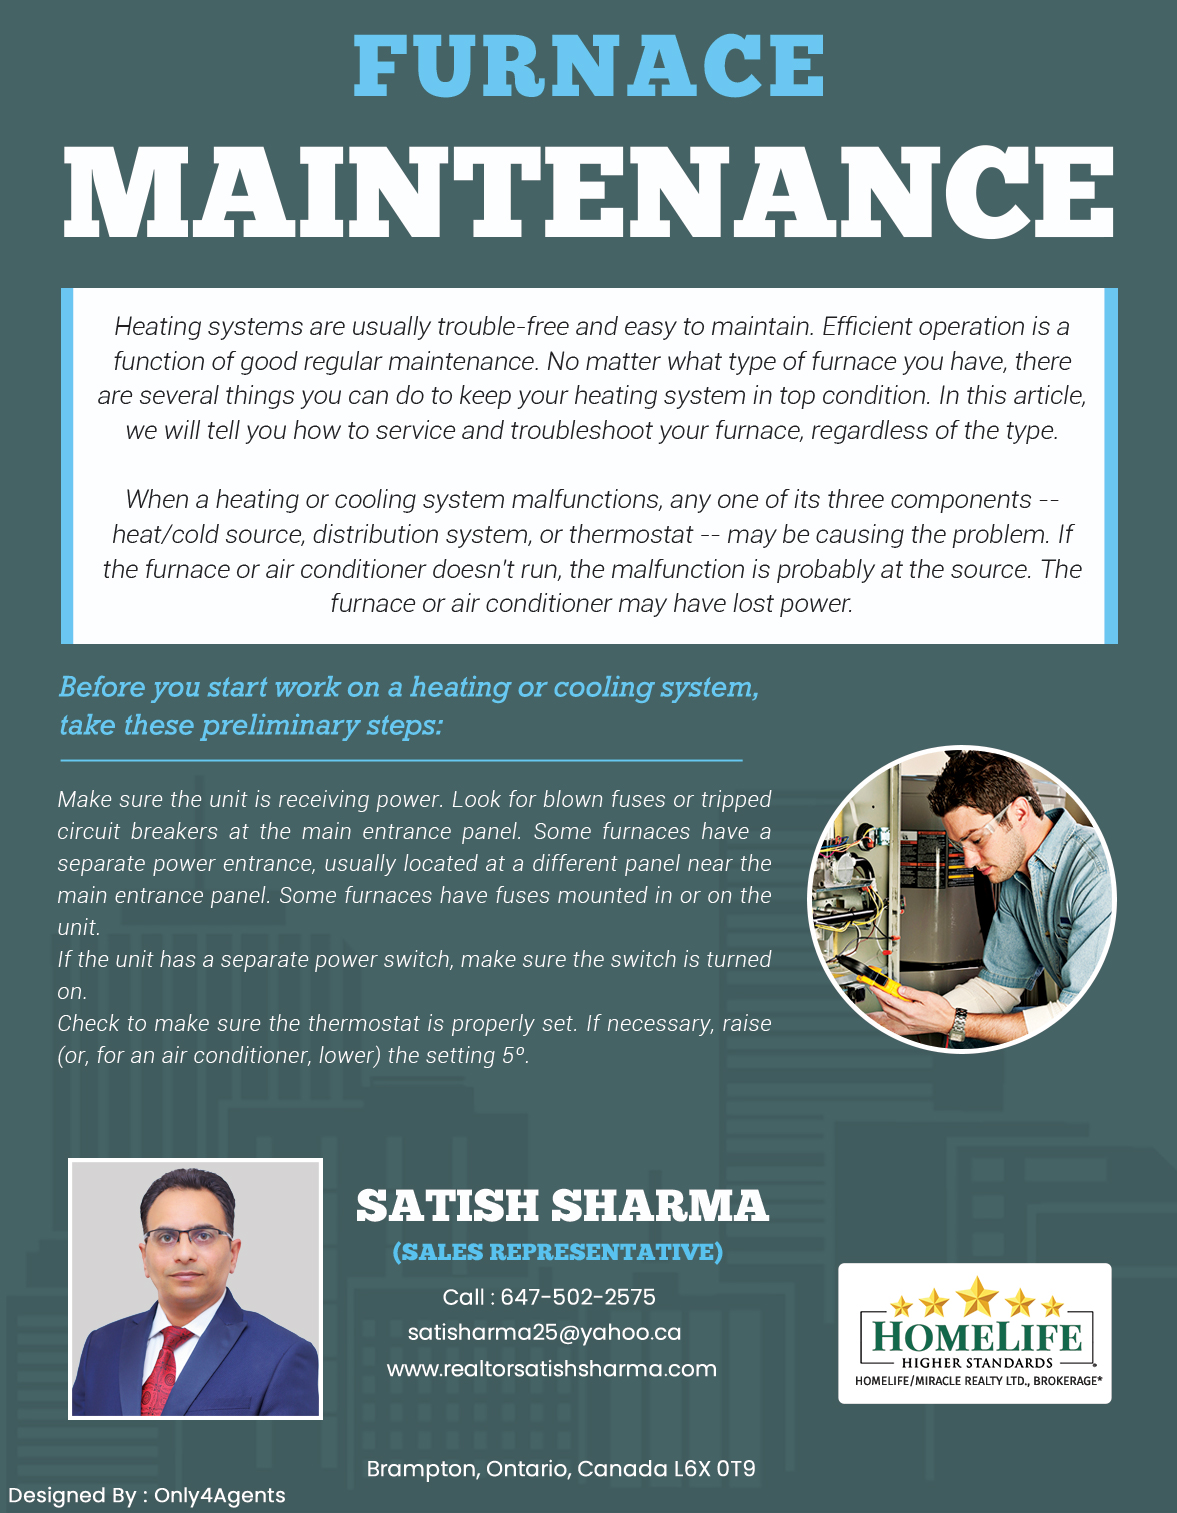 FURNACE
MAINTENANCE
Heating systems are usually trouble-free and easy to maintain. Efficient operation is a
function of good regular maintenance. No matter what type of furnace you have, there
are several things you can do to keep your heating system in top condition. In this article,
we will tell you how to service and troubleshoot your furnace, regardless of the type.
When a heating or cooling system malfunctions, any one of its three components --
heat/cold source, distribution system, or thermostat -- may be causing the problem. If
the furnace or air conditioner doesn't run, the malfunction is probably at the source. The
furnace or air conditioner may have lost power.
Before you start work on a heating or cooling system,
take these preliminary steps:
Make sure the unit is receiving power. Look for blown fuses or tripped
circuit breakers at the main entrance panel. Some furnaces have a
separate power entrance, usually located at a different panel near the
main entrance panel. Some furnaces have fuses mounted in or on the
unit.
If the unit has a separate power switch, make sure the switch is turned
on.
Check to make sure the thermostat is properly set. If necessary, raise
(or, for an air conditioner, lower) the setting 5º.
SATISH SHARMA
(SALES REPRESENTATIVE)
Call : 647-502-2575
satisharma25@yahoo.ca
www.realtorsatishsharma.com
HOMELIFE
HIGHER STANDARDS
HOMELIFE/MIRACLE REALTY LTD., BROKERAGE*
Brampton, Ontario, Canada L6X 0T9
Designed By : Only4Agents